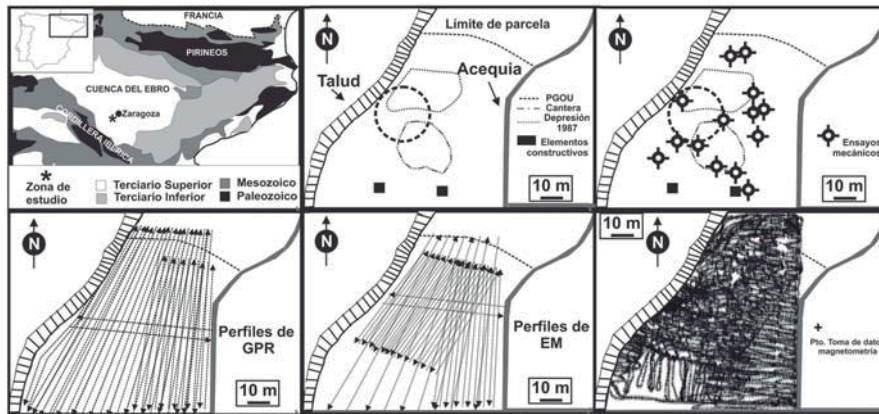 FRANCIA
PIRINEOS
CUENCA DEL EBRO
Zaragoza
CORDILLERA IBÉRICA
Zona de
estudio
Terciario Superior
Terciario Inferior
Mesozoico
Paleozoico
N
Límite de parcela
Talud
Acequia
PGOU
Cantera
Depresión
1987
Elementos
constructivos
10 m
N
Ensayos
mecánicos
10 m
N
Perfiles de
GPR
10 m
N
Perfiles de
EM
10 m
10 m
N
Pto. Toma de dato
magnetometría